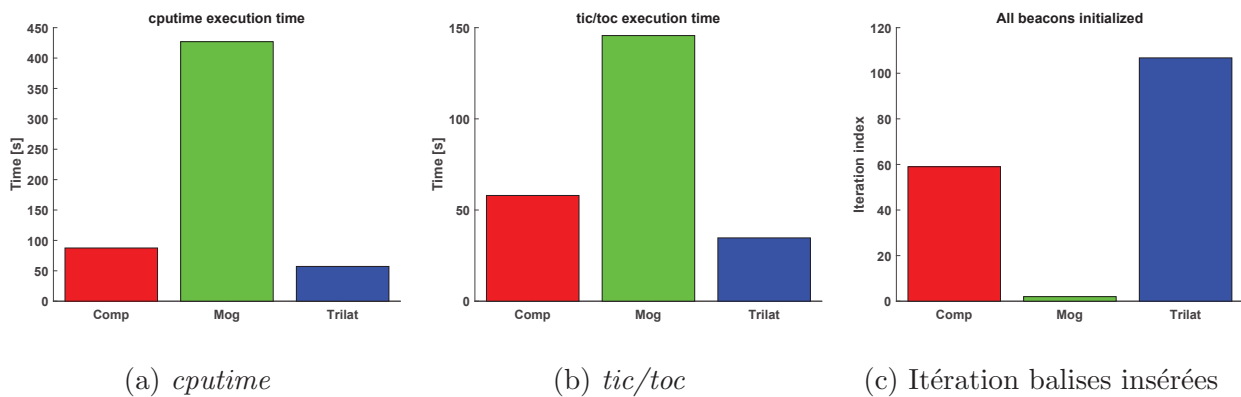 cputime execution time
Time [s]
450
400
350
300
250
200
150
100
50
0
Comp Mog Trilat
(a) cputime
tic/toc execution time
Time [s]
150
100
50
0
Comp Mog Trilat
(b) tic/toc
All beacons initialized
Iteration index
120
100
80
60
40
20
0
Comp Mog Trilat
(c) Itération balises insérées